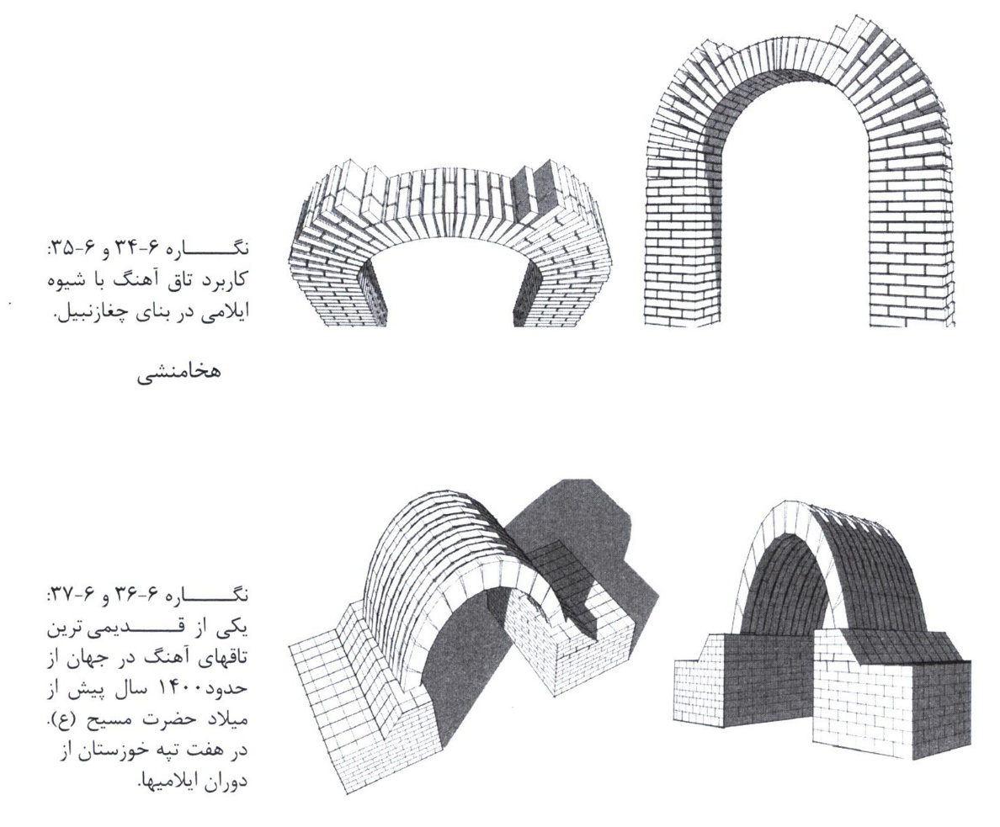 نگاره ۶-۳۴ و ۶-۳۵:
کاربرد تاق آهنگ با شیوه
ایلامی در بنای چغازنبیل.
هخامنشی
نگاره ۶-۳۶ و ۶-۳۷:
یکی از قدیمی ترین
تاقهای آهنگ در جهان از
حدود۱۴۰۰ سال پیش از
میلاد حضرت مسیح (ع).
در هفت تپه خوزستان از
دوران ایلامیها.